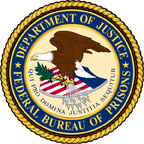 DEPARTMENT OF JUSTICE
QUI PRO DOMINA JUSTITIA SEQUITUR
FEDERAL BUREAU OF PRISONS